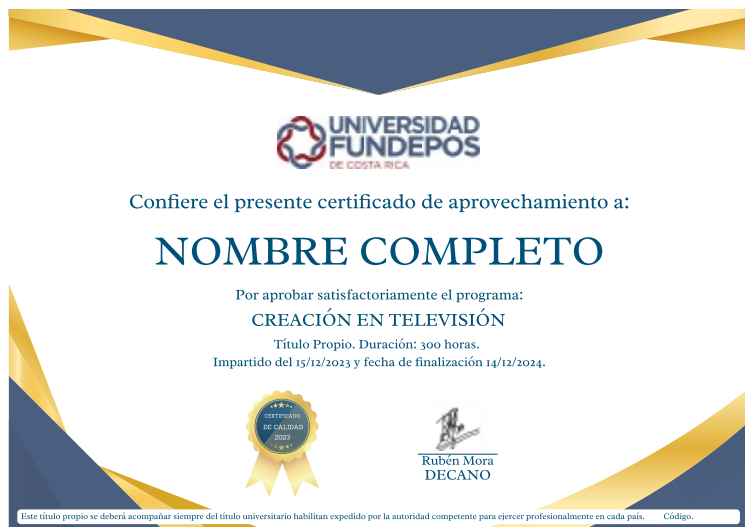 UNIVERSIDAD
FUNDEPOS
DE COSTA RICA
Confiere el presente certificado de aprovechamiento a:
NOMBRE COMPLETO
Por aprobar satisfactoriamente el programa:
CREACIÓN EN TELEVISIÓN
Título Propio. Duración: 300 horas.
Impartido del 15/12/2023 y fecha de finalización 14/12/2024.
CERTIFICADO
DE CALIDAD
2023
Rubén Mora
DECANO
Este título propio se deberá acompañar siempre del título universitario habilitan expedido por la autoridad competente para ejercer profesionalmente en cada país. Código.